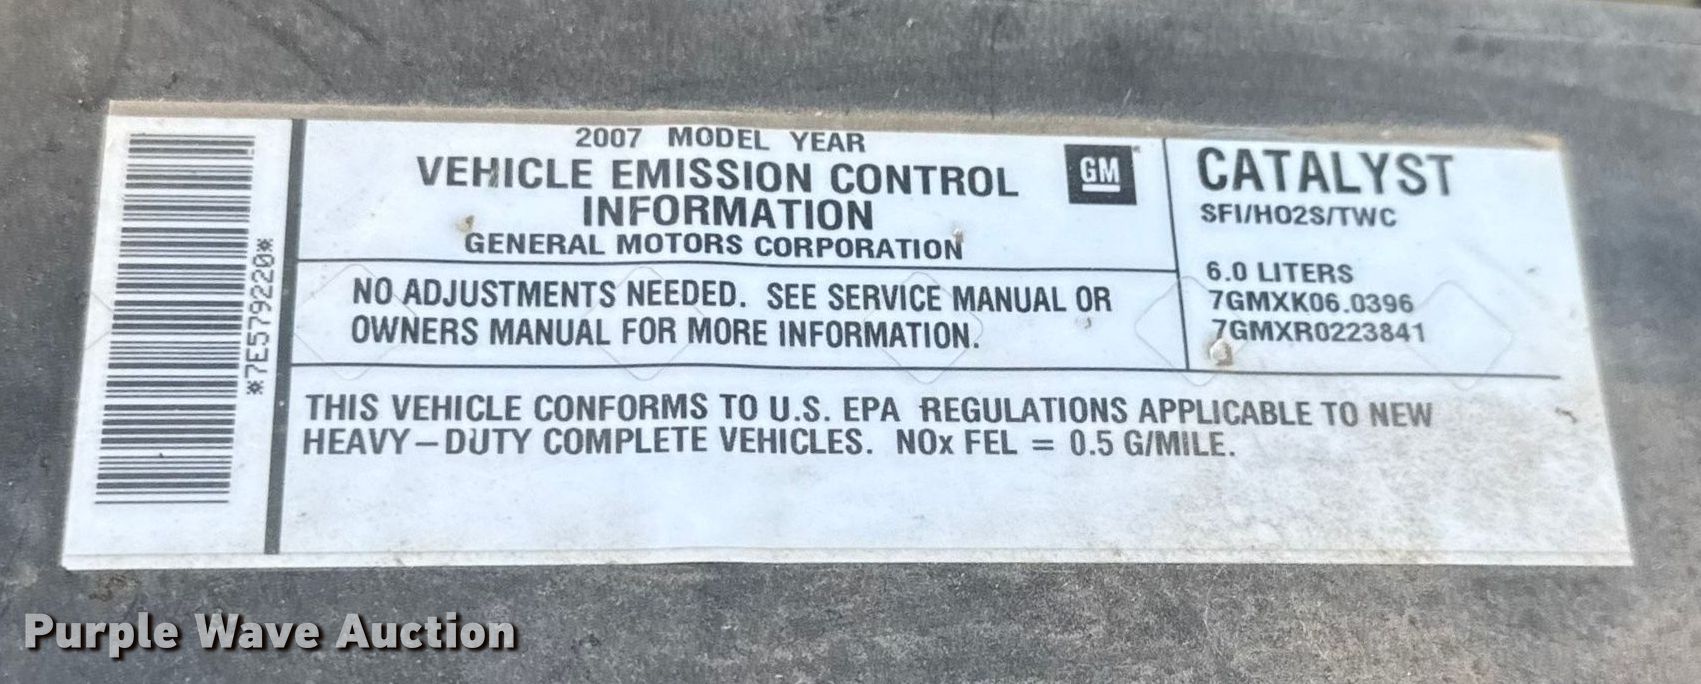 *7E579220*
2007 MODEL YEAR
VEHICLE EMISSION CONTROL
INFORMATION
GENERAL MOTORS CORPORATION
GM
NO ADJUSTMENTS NEEDED. SEE SERVICE MANUAL OR
OWNERS MANUAL FOR MORE INFORMATION.
CATALYST
SFI/HO2S/TWC
6.0 LITERS
7GMXK06.0396
7GMXR0223841
THIS VEHICLE CONFORMS TO U.S. EPA REGULATIONS APPLICABLE TO NEW
HEAVY-DUTY COMPLETE VEHICLES. NOx FEL = 0.5 G/MILE.
Purple Wave Auction